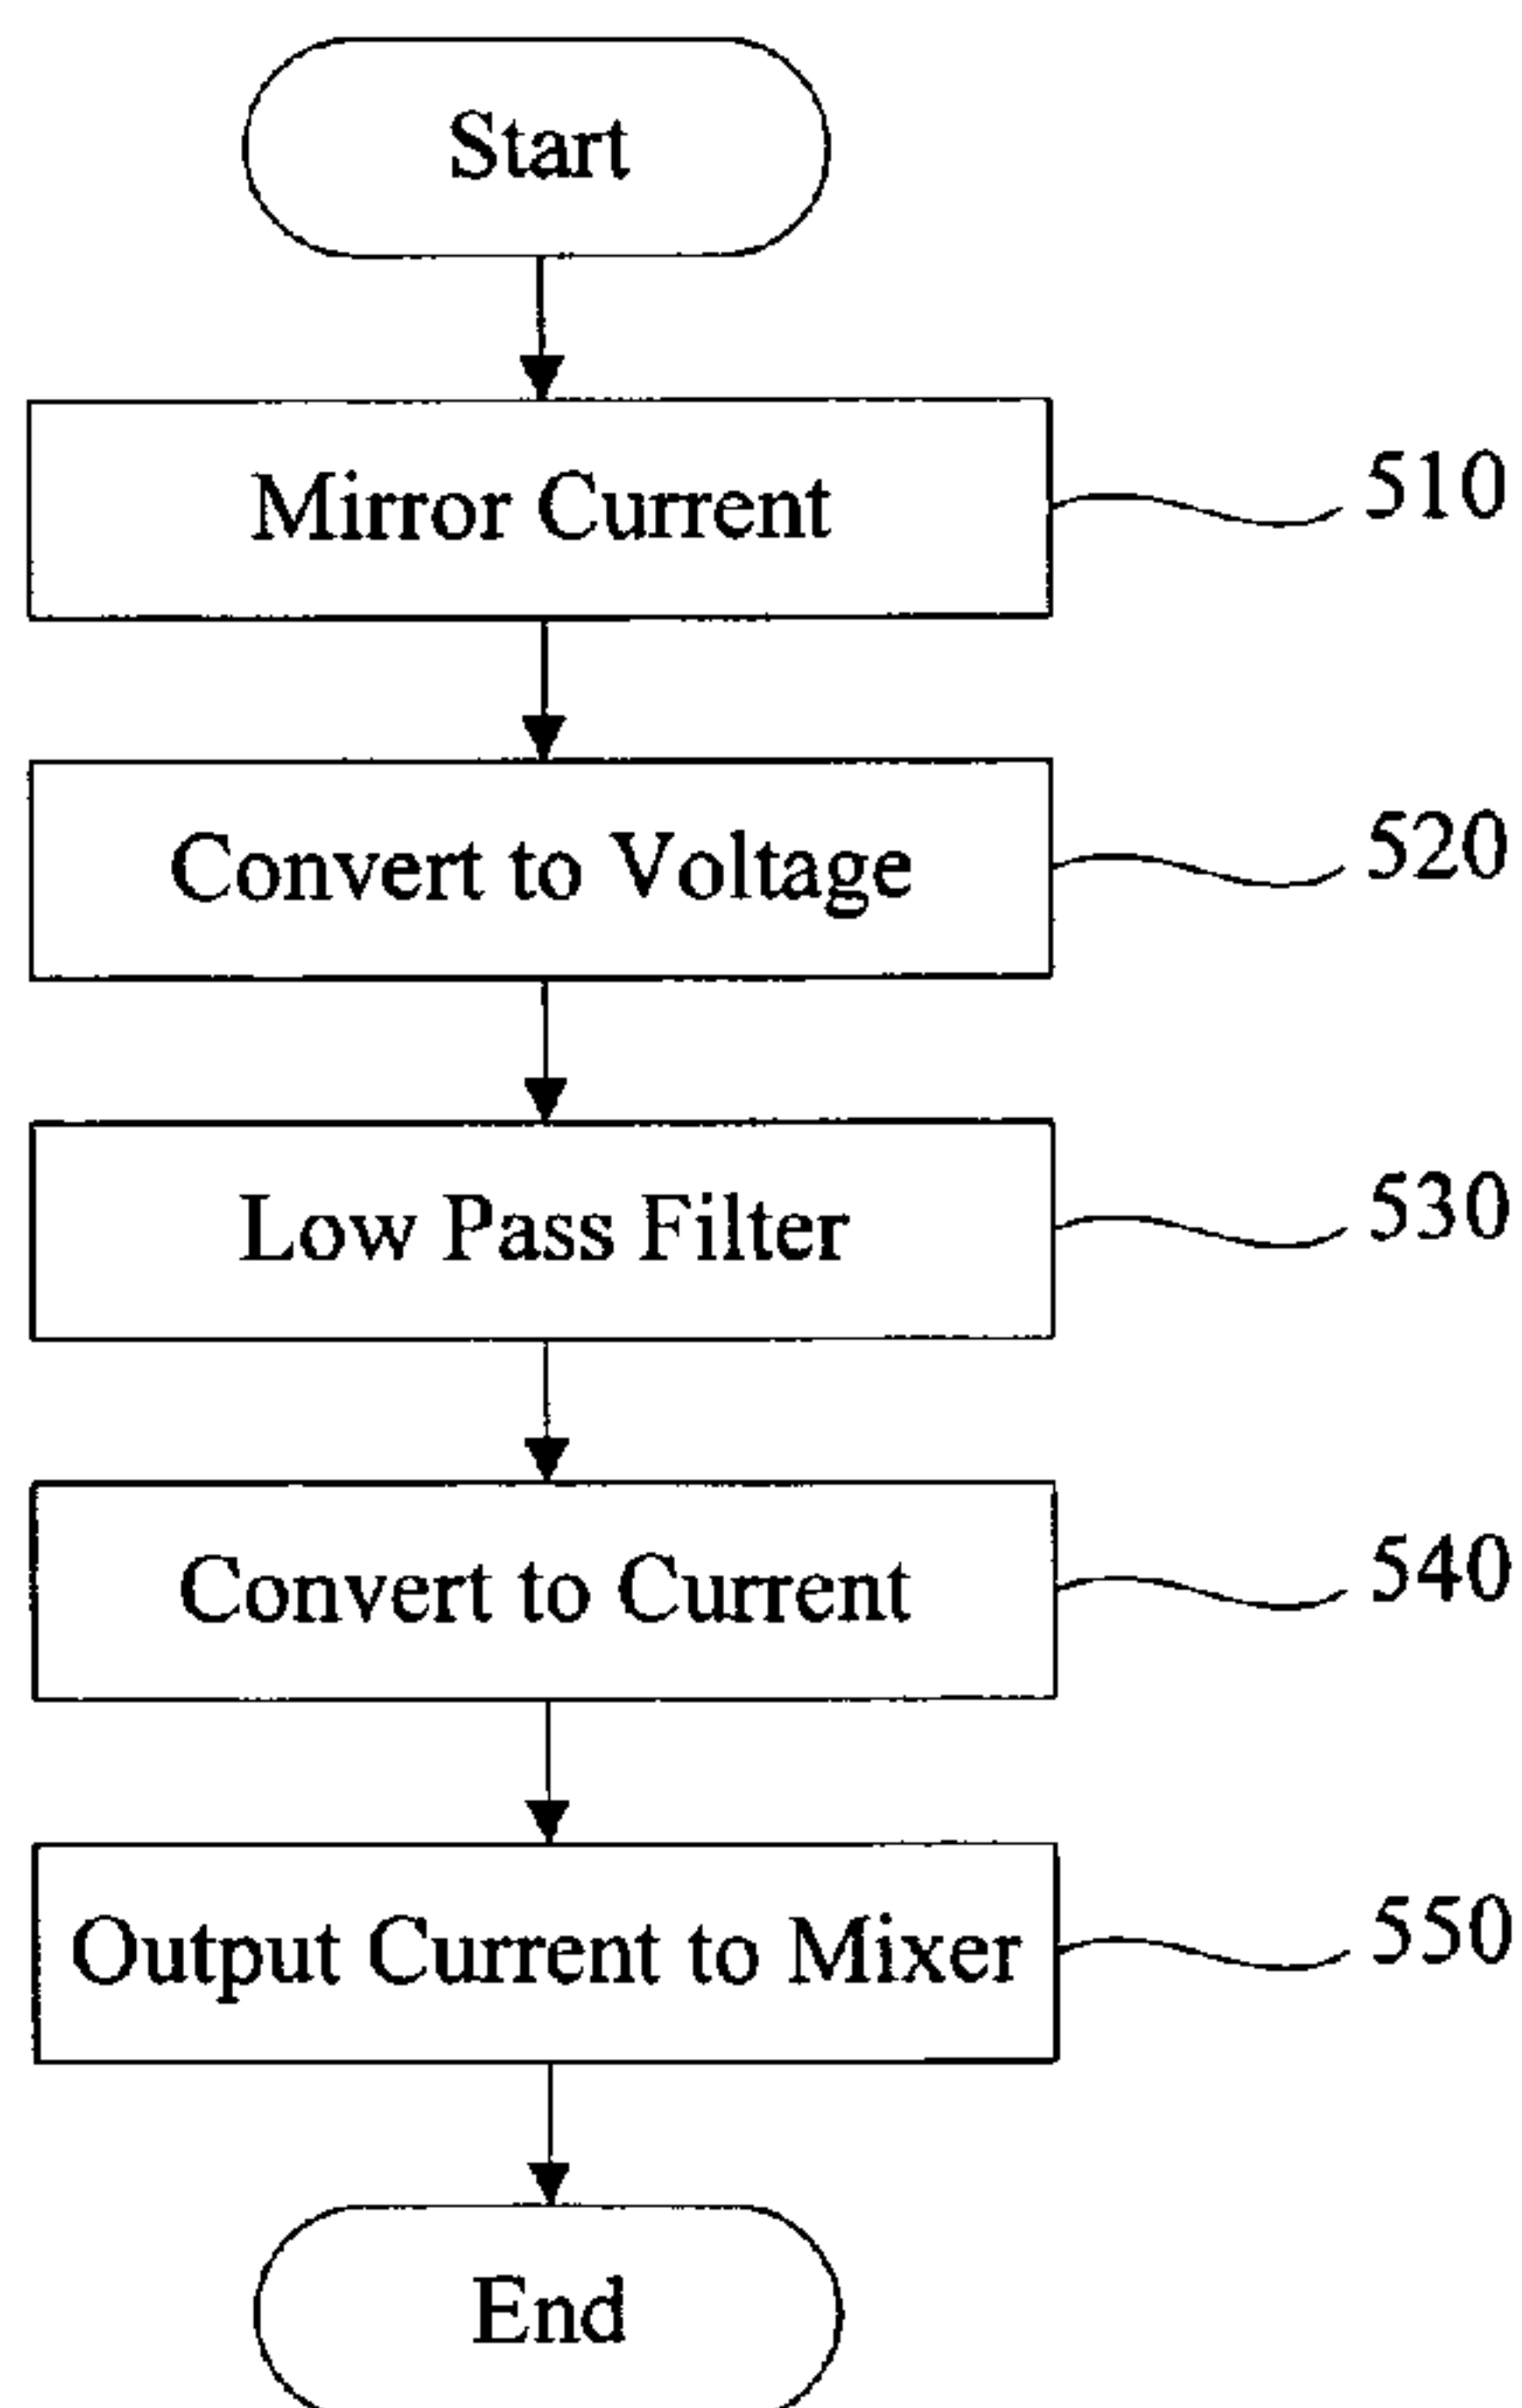 Start
Mirror Current 510
Convert to Voltage 520
Low Pass Filter 530
Convert to Current 540
Output Current to Mixer 550
End